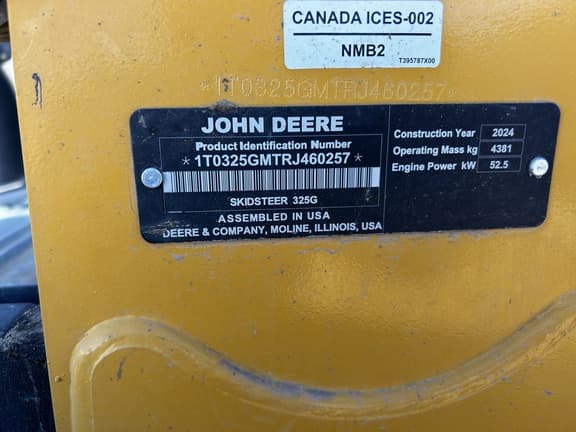 CANADA ICES-002
NMB2
T395787X00
*1T0325GMTRJ460257*
JOHN DEERE
Product Identification Number
*1T0325GMTRJ460257*
SKIDSTEER 325G
ASSEMBLED IN USA
DEERE & COMPANY, MOLINE, ILLINOIS, USA
Construction Year 2024
Operating Mass kg 4381
Engine Power kW 52.5